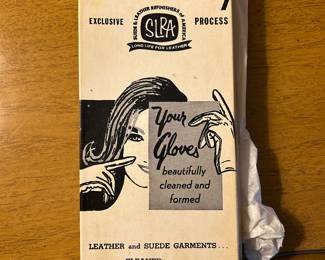 SUEDE & LEATHER REFINISHERS of AMERICA
EXCLUSIVE SLRA PROCESS
LONG LIFE FOR LEATHER
Your
Gloves
beautifully
cleaned and
formed
LEATHER and SUEDE GARMENTS...
CLEANED